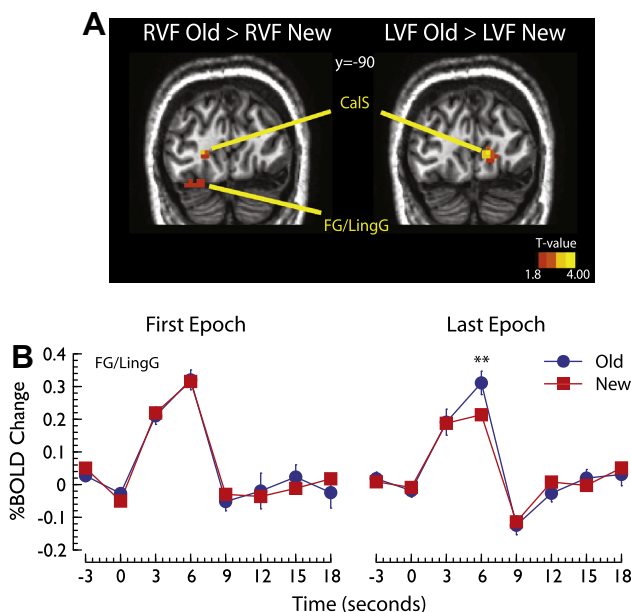 A
RVF Old > RVF New
LVF Old > LVF New
y=-90
CalS
FG/LingG
T-value
1.8 4.00
First Epoch
Last Epoch
B
FG/LingG
Old
New
**
%BOLD Change
0.4
0.3
0.2
0.1
0
-0.1
-0.2
-3 0 3 6 9 12 15 18
-3 0 3 6 9 12 15 18
Time (seconds)